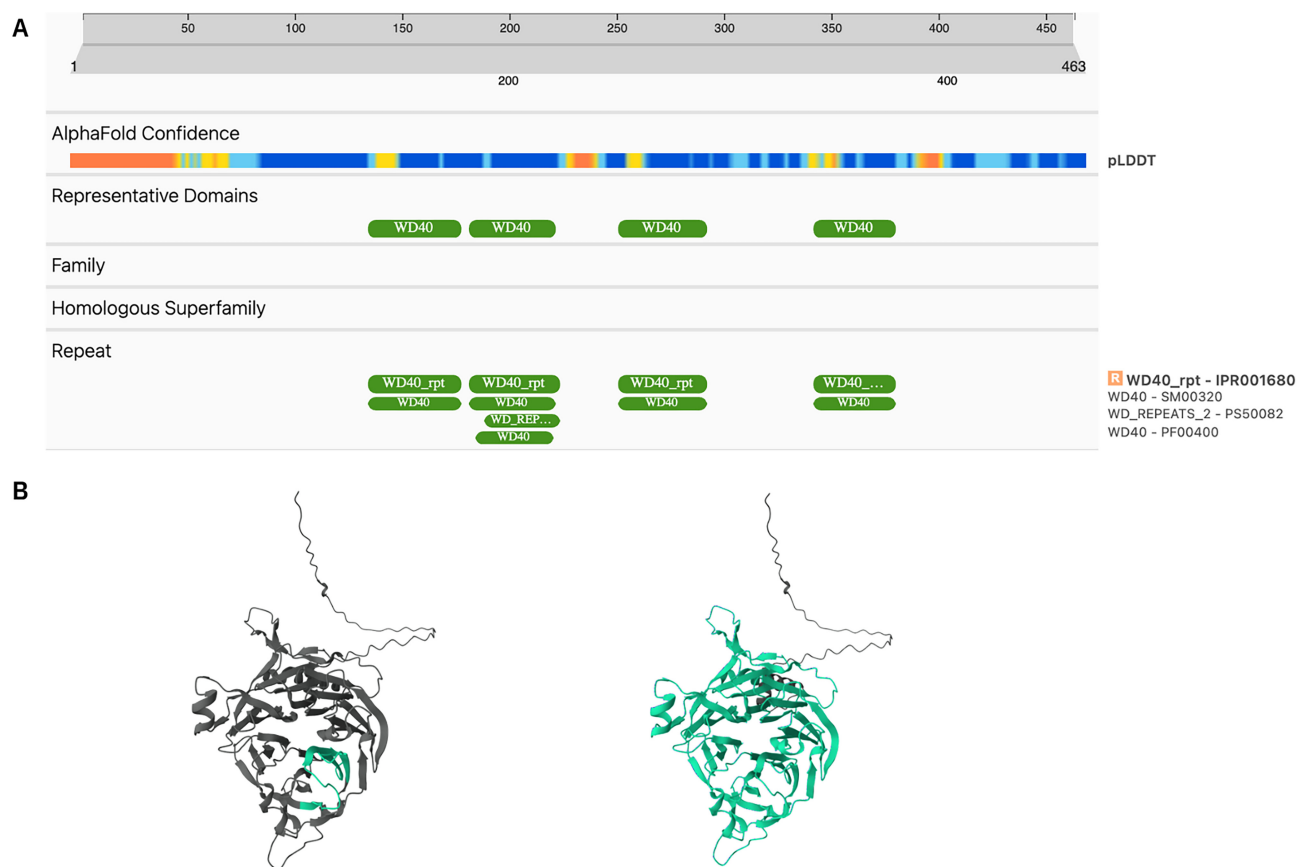 A
50 100 150 200 250 300 350 400 450
1 463
200 400
AlphaFold Confidence
pLDDT
Representative Domains
WD40 WD40 WD40 WD40
Family
Homologous Superfamily
Repeat
WD40_rpt WD40_rpt WD40_rpt WD40_...
R WD40_rpt - IPR001680
WD40 WD40 WD40 WD40
WD40 - SM00320
WD_REP...
WD_REPEATS_2 - PS50082
WD40
WD40 - PF00400
B